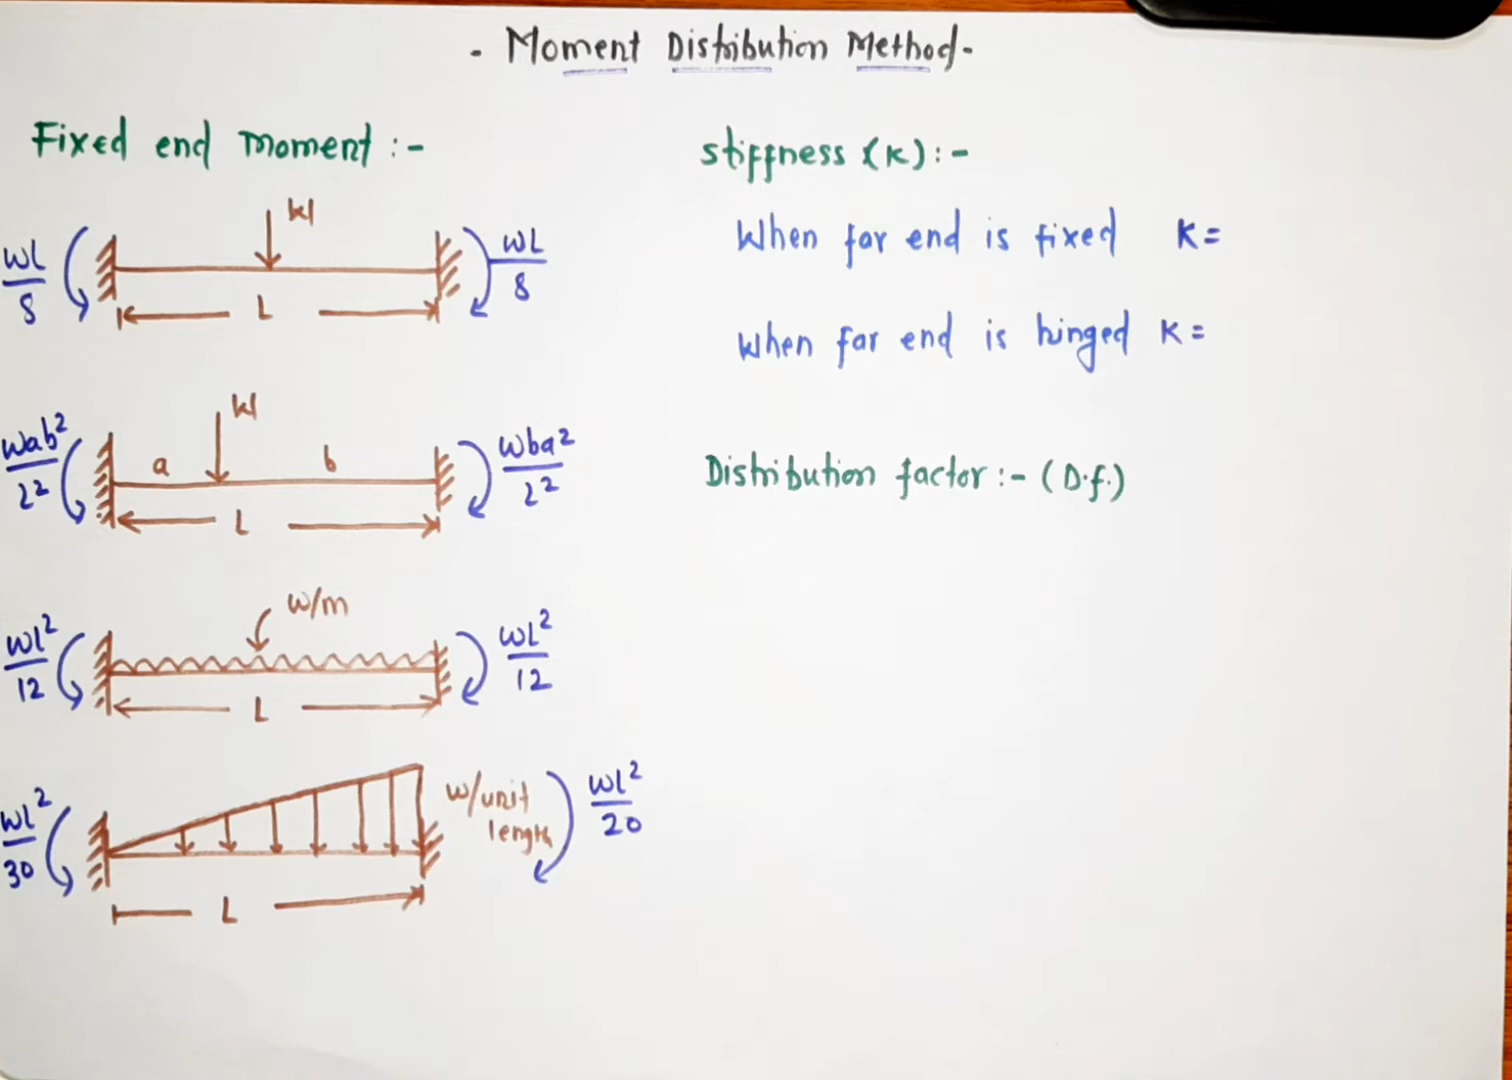 - Moment Distribution Method -
Fixed end moment :-
W
WL/8
WL/8
L
W
Wab²/L²
a
b
Wba²/L²
L
w/m
WL²/12
WL²/12
L
w/unit length
WL²/30
WL²/20
L
stiffness (K) :-
When far end is fixed K=
When far end is hinged K=
Distribution factor :- (D.f.)